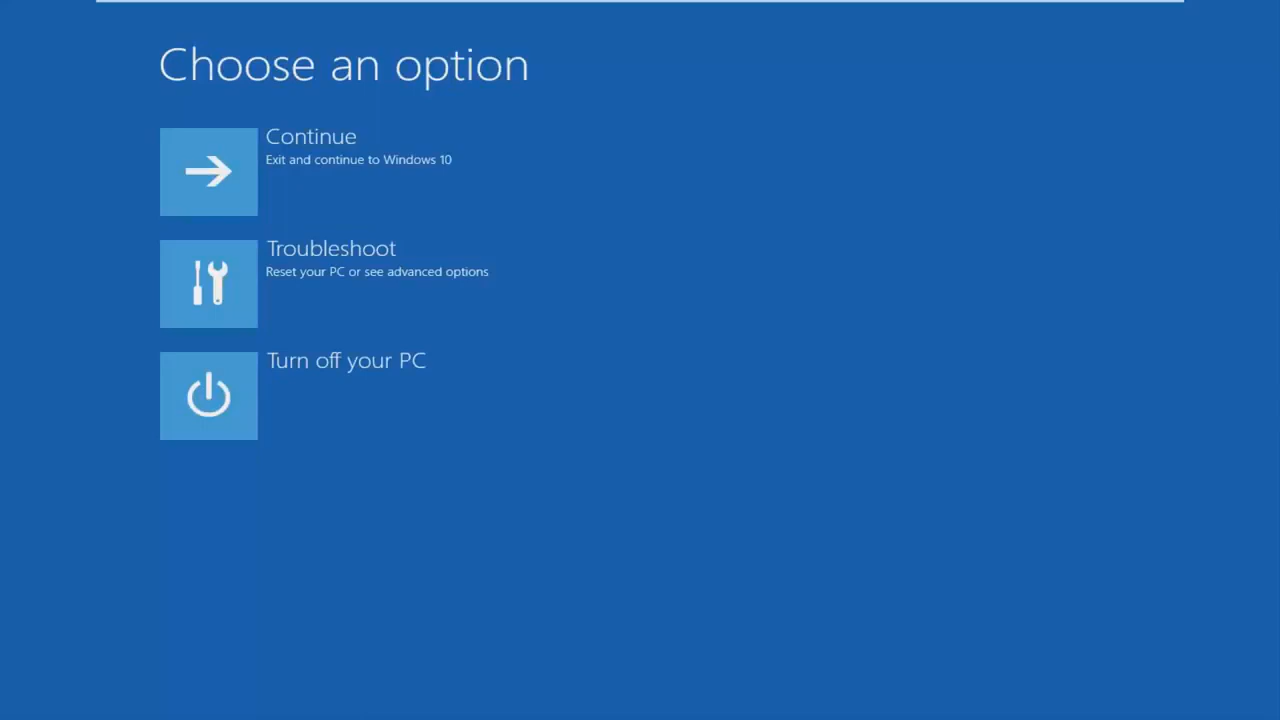 Choose an option
Continue
Exit and continue to Windows 10
Troubleshoot
Reset your PC or see advanced options
Turn off your PC